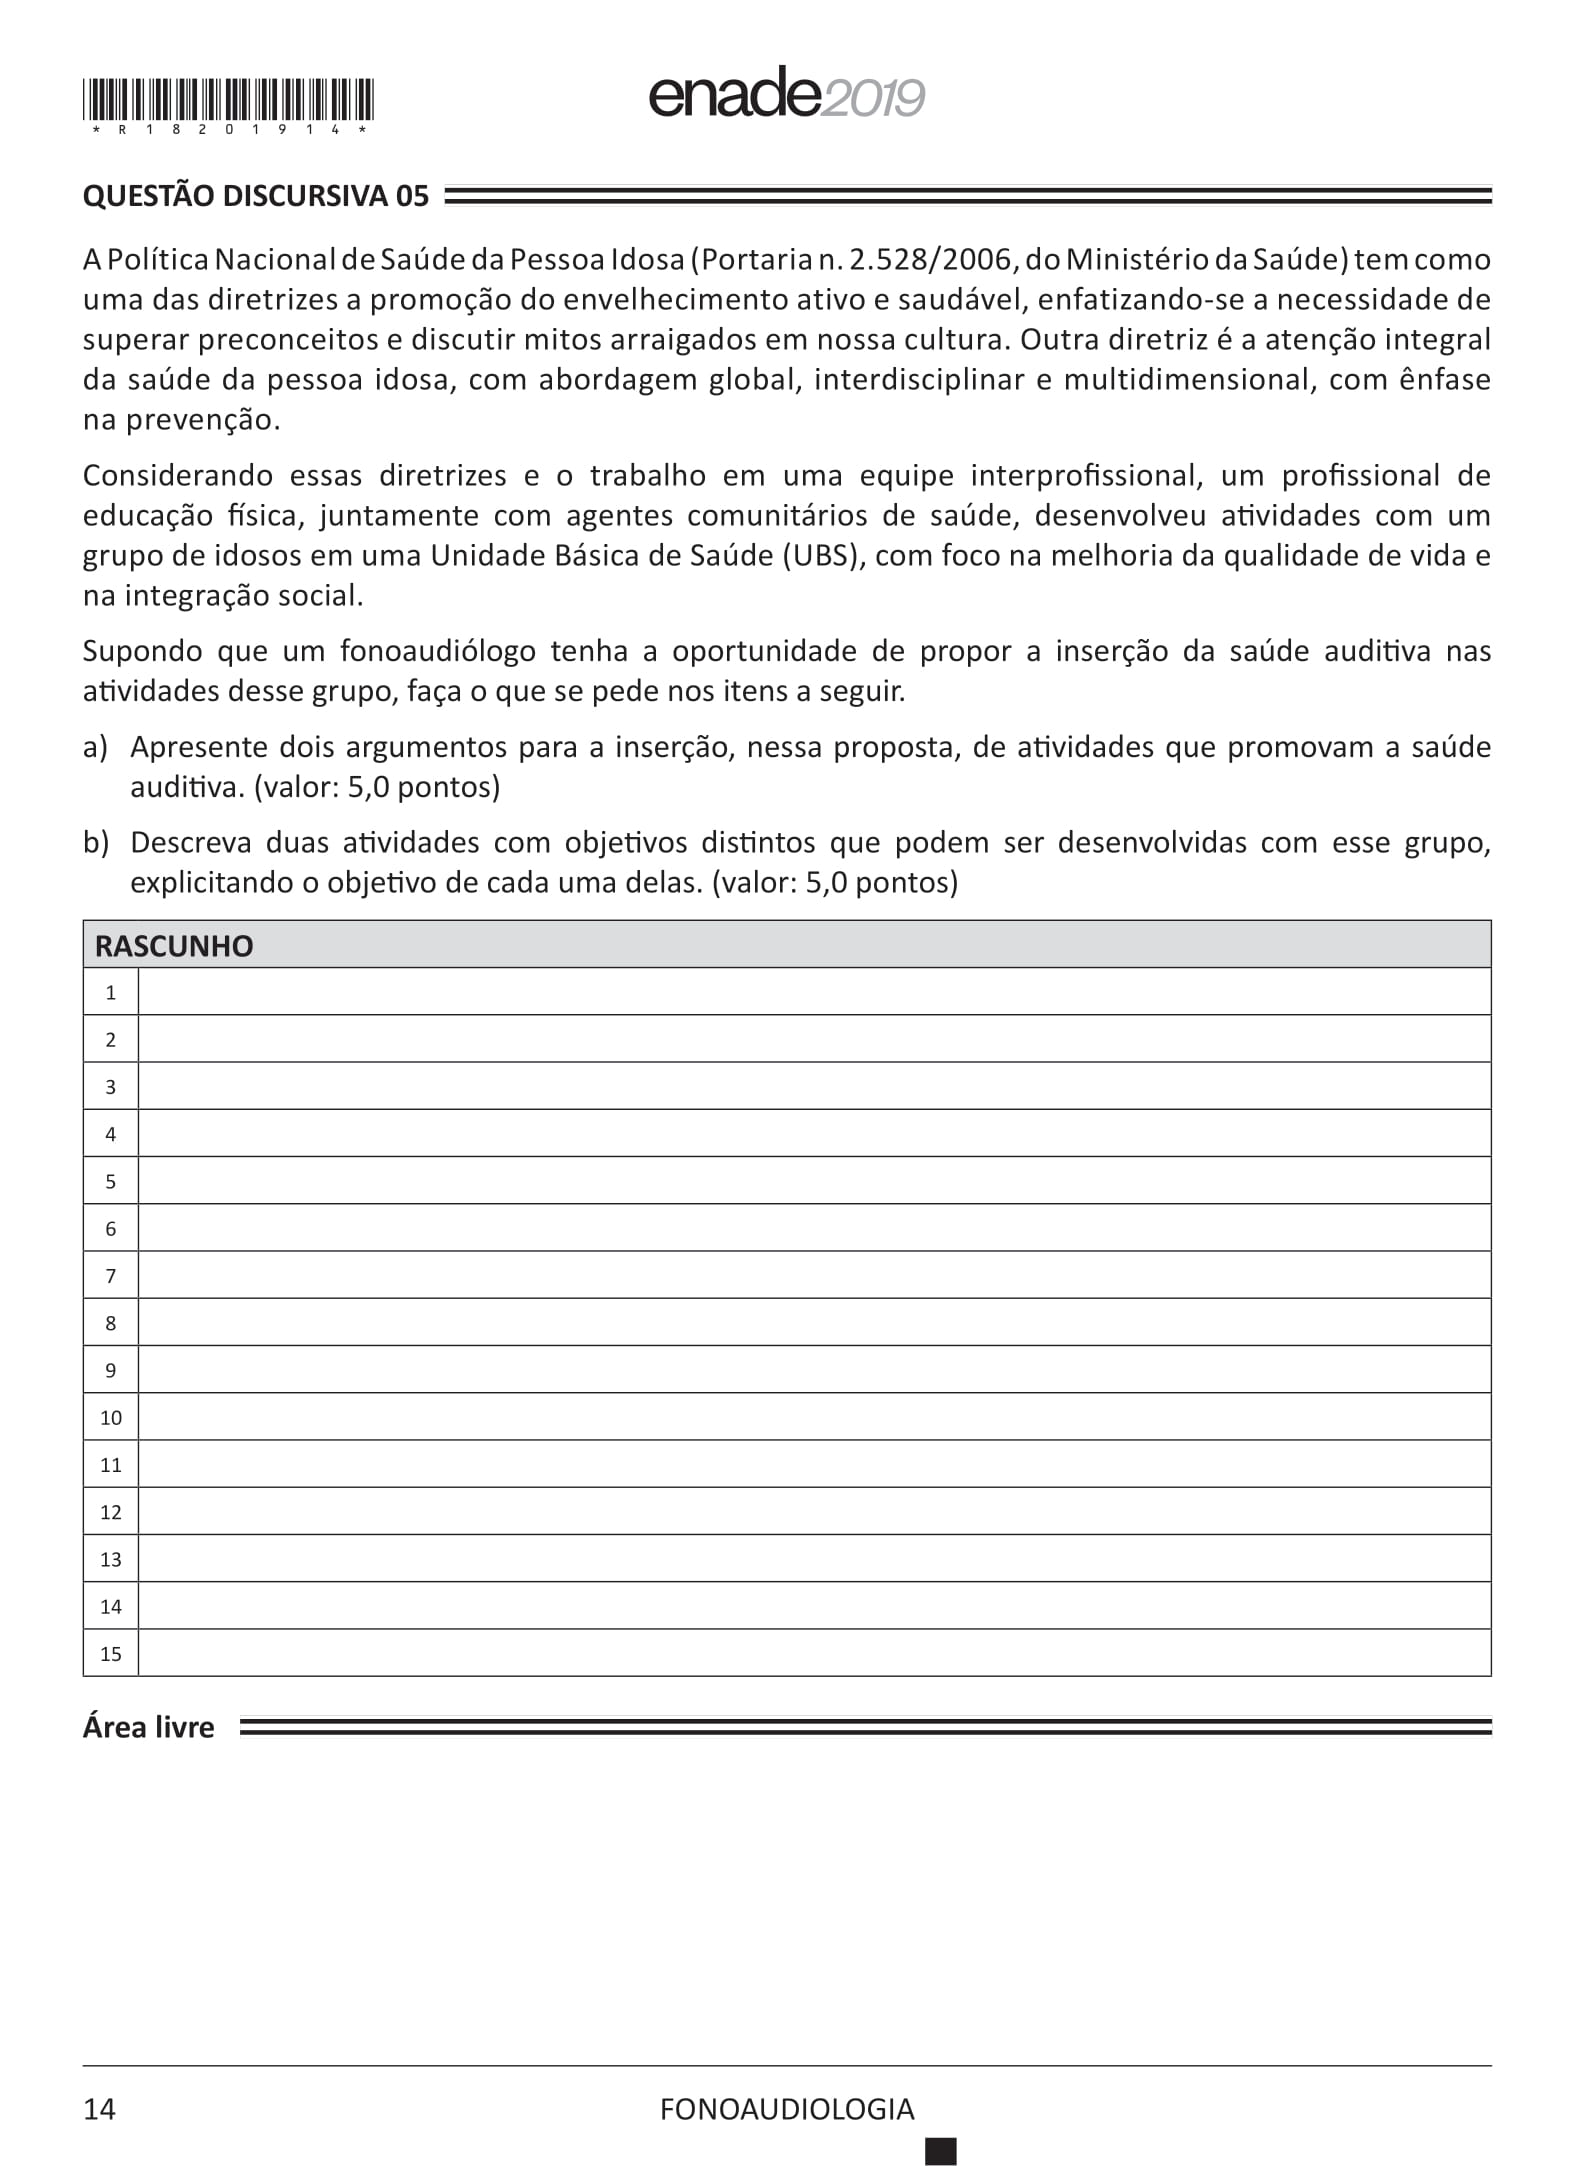 * R 1 8 2 0 1 9 1 4 *
enade2019
QUESTÃO DISCURSIVA 05
A Política Nacional de Saúde da Pessoa Idosa (Portaria n. 2.528/2006, do Ministério da Saúde) tem como
uma das diretrizes a promoção do envelhecimento ativo e saudável, enfatizando-se a necessidade de
superar preconceitos e discutir mitos arraigados em nossa cultura. Outra diretriz é a atenção integral
da saúde da pessoa idosa, com abordagem global, interdisciplinar e multidimensional, com ênfase
na prevenção.
Considerando essas diretrizes e o trabalho em uma equipe interprofissional, um profissional de
educação física, juntamente com agentes comunitários de saúde, desenvolveu atividades com um
grupo de idosos em uma Unidade Básica de Saúde (UBS), com foco na melhoria da qualidade de vida e
na integração social.
Supondo que um fonoaudiólogo tenha a oportunidade de propor a inserção da saúde auditiva nas
atividades desse grupo, faça o que se pede nos itens a seguir.
a) Apresente dois argumentos para a inserção, nessa proposta, de atividades que promovam a saúde
auditiva. (valor: 5,0 pontos)
b) Descreva duas atividades com objetivos distintos que podem ser desenvolvidas com esse grupo,
explicitando o objetivo de cada uma delas. (valor: 5,0 pontos)
RASCUNHO
1
2
3
4
5
6
7
8
9
10
11
12
13
14
15
Área livre
14
FONOAUDIOLOGIA